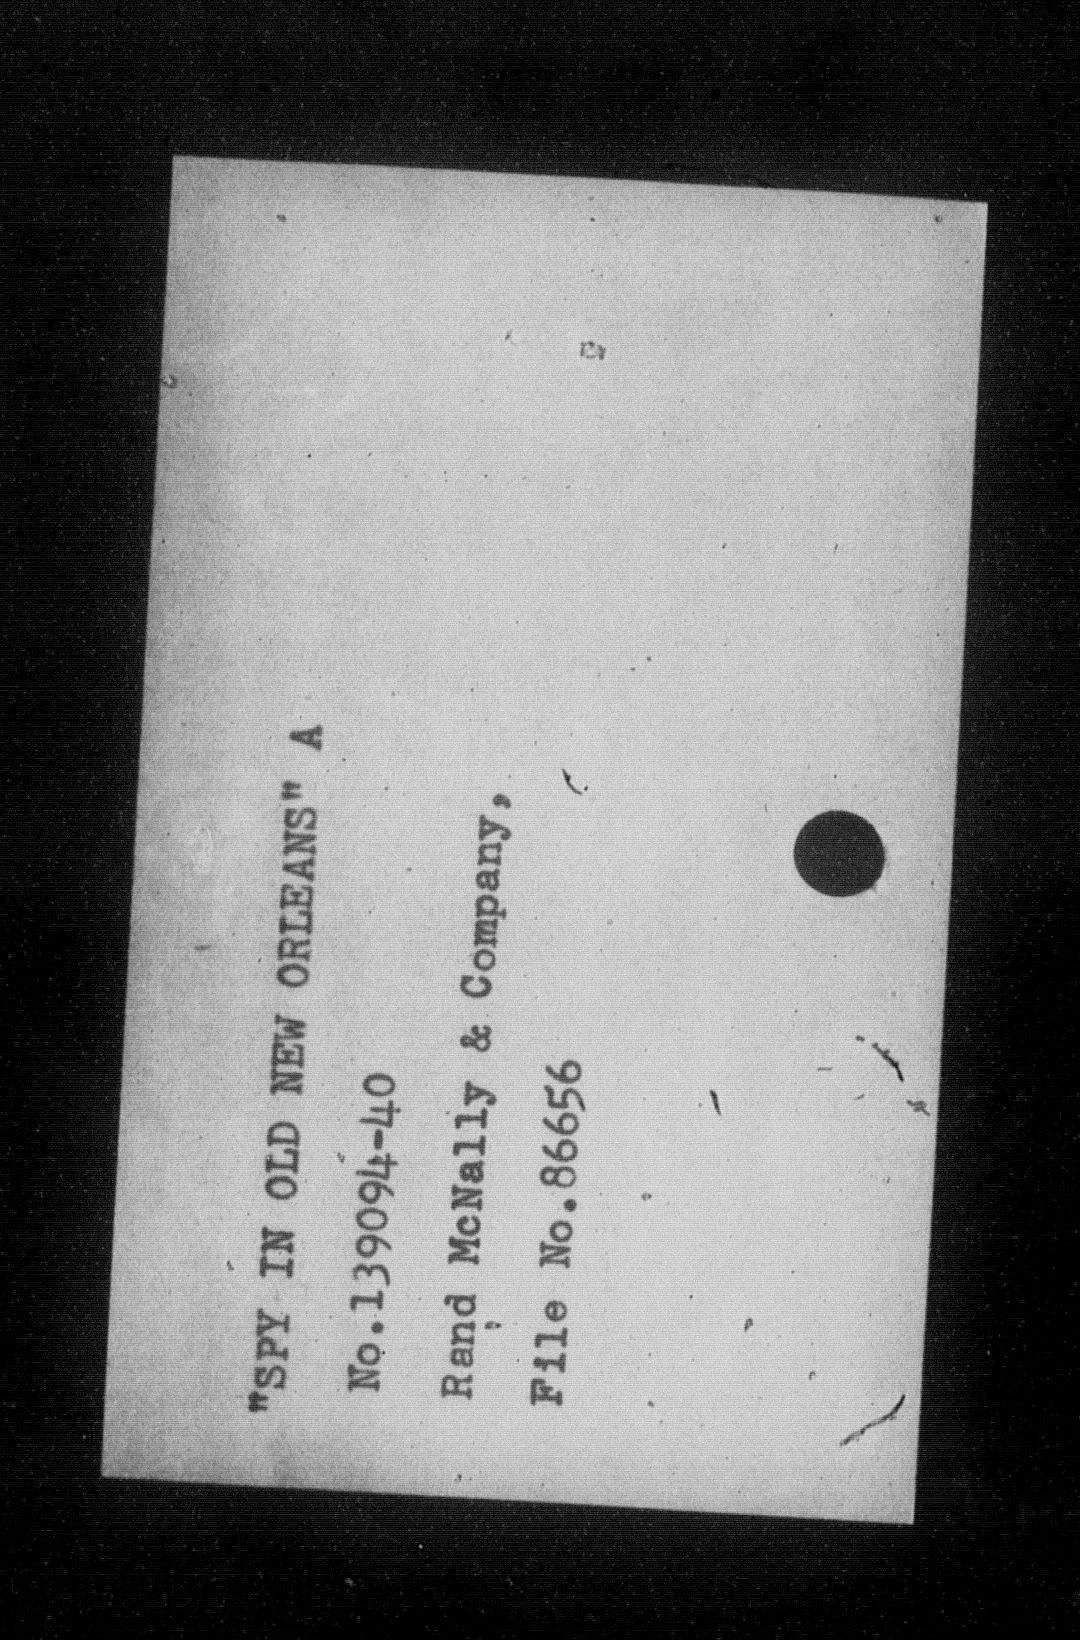 "SPY IN OLD NEW ORLEANS" A
No.139094-40
Rand McNally & Company,
File No.86656